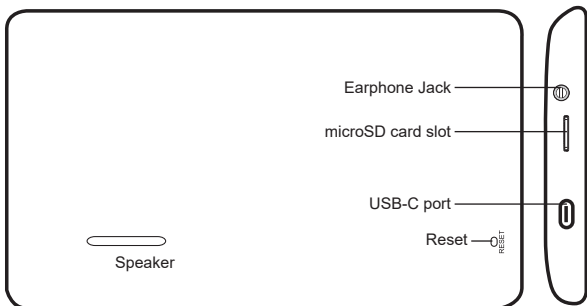 Earphone Jack
microSD card slot
USB-C port
Reset
RESET
Speaker